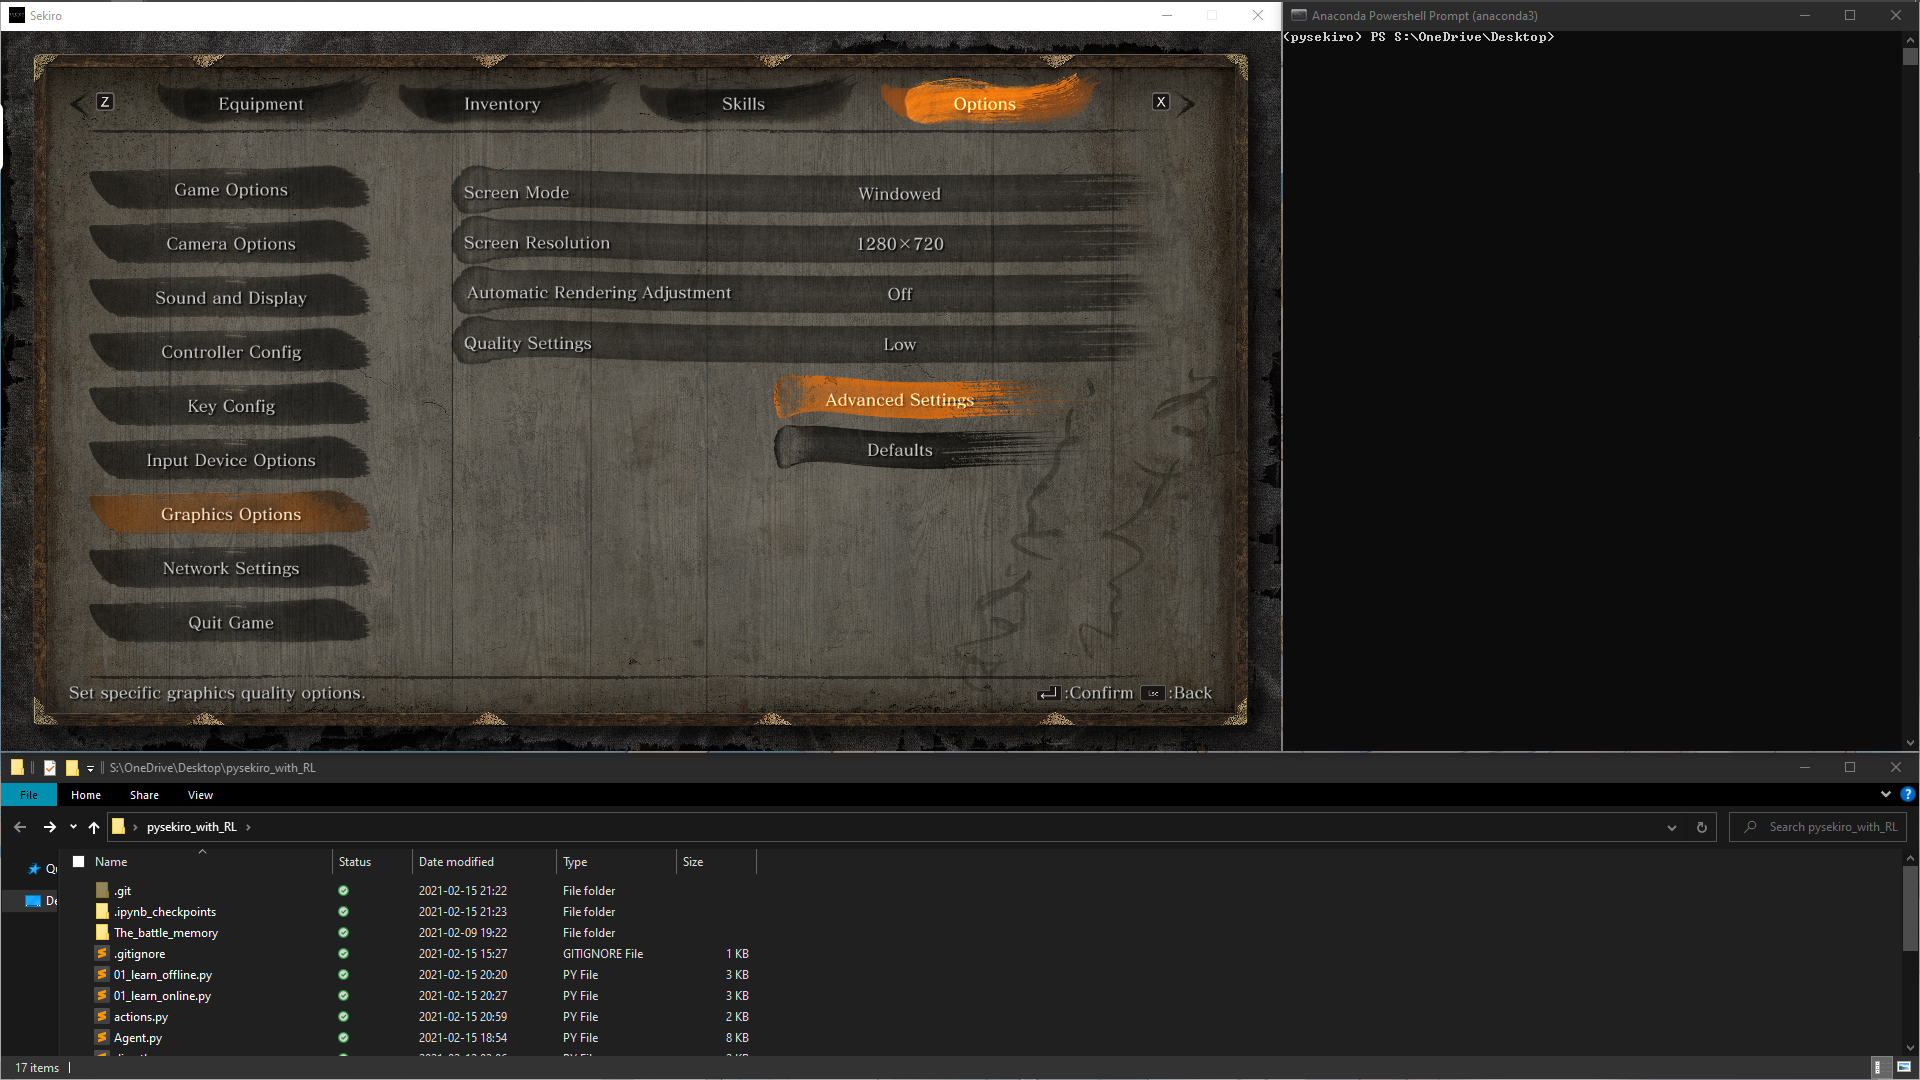 Sekiro
Z
Equipment
Inventory
Skills
Options
X
Game Options
Camera Options
Sound and Display
Controller Config
Key Config
Input Device Options
Graphics Options
Network Settings
Quit Game
Screen Mode Windowed
Screen Resolution 1280×720
Automatic Rendering Adjustment Off
Quality Settings Low
Advanced Settings
Defaults
Set specific graphics quality options.
:Confirm Esc :Back
Anaconda Powershell Prompt (anaconda3)
(pysekiro) PS S:\OneDrive\Desktop>
S:\OneDrive\Desktop\pysekiro_with_RL
File Home Share View
pysekiro_with_RL
Search pysekiro_with_RL
Name Status Date modified Type Size
.git 2021-02-15 21:22 File folder
.ipynb_checkpoints 2021-02-15 21:23 File folder
The_battle_memory 2021-02-09 19:22 File folder
.gitignore 2021-02-15 15:27 GITIGNORE File 1 KB
01_learn_offline.py 2021-02-15 20:20 PY File 3 KB
01_learn_online.py 2021-02-15 20:27 PY File 3 KB
actions.py 2021-02-15 20:59 PY File 2 KB
Agent.py 2021-02-15 18:54 PY File 8 KB
17 items